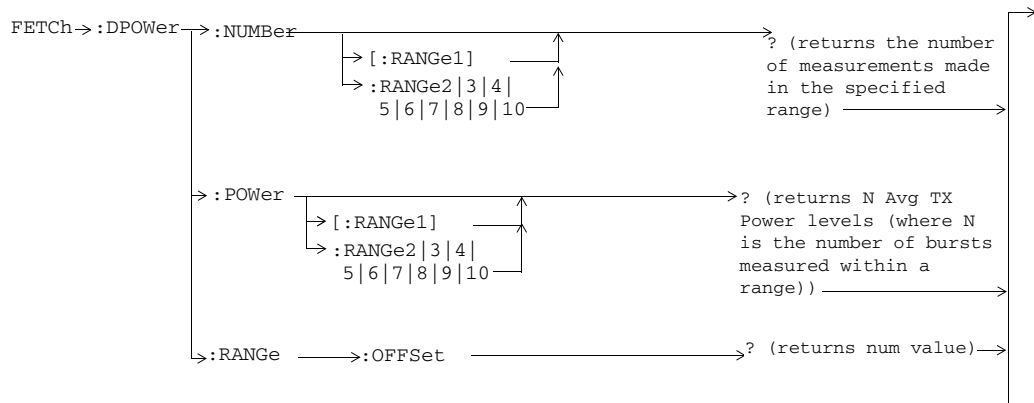 FETCh :DPOWer :NUMBer ? (returns the number
[:RANGe1] of measurements made
:RANGe2|3|4| in the specified
5|6|7|8|9|10 range)
:POWer ? (returns N Avg TX
[:RANGe1] Power levels (where N
:RANGe2|3|4| is the number of bursts
5|6|7|8|9|10 measured within a
range))
:RANGe :OFFSet ? (returns num value)